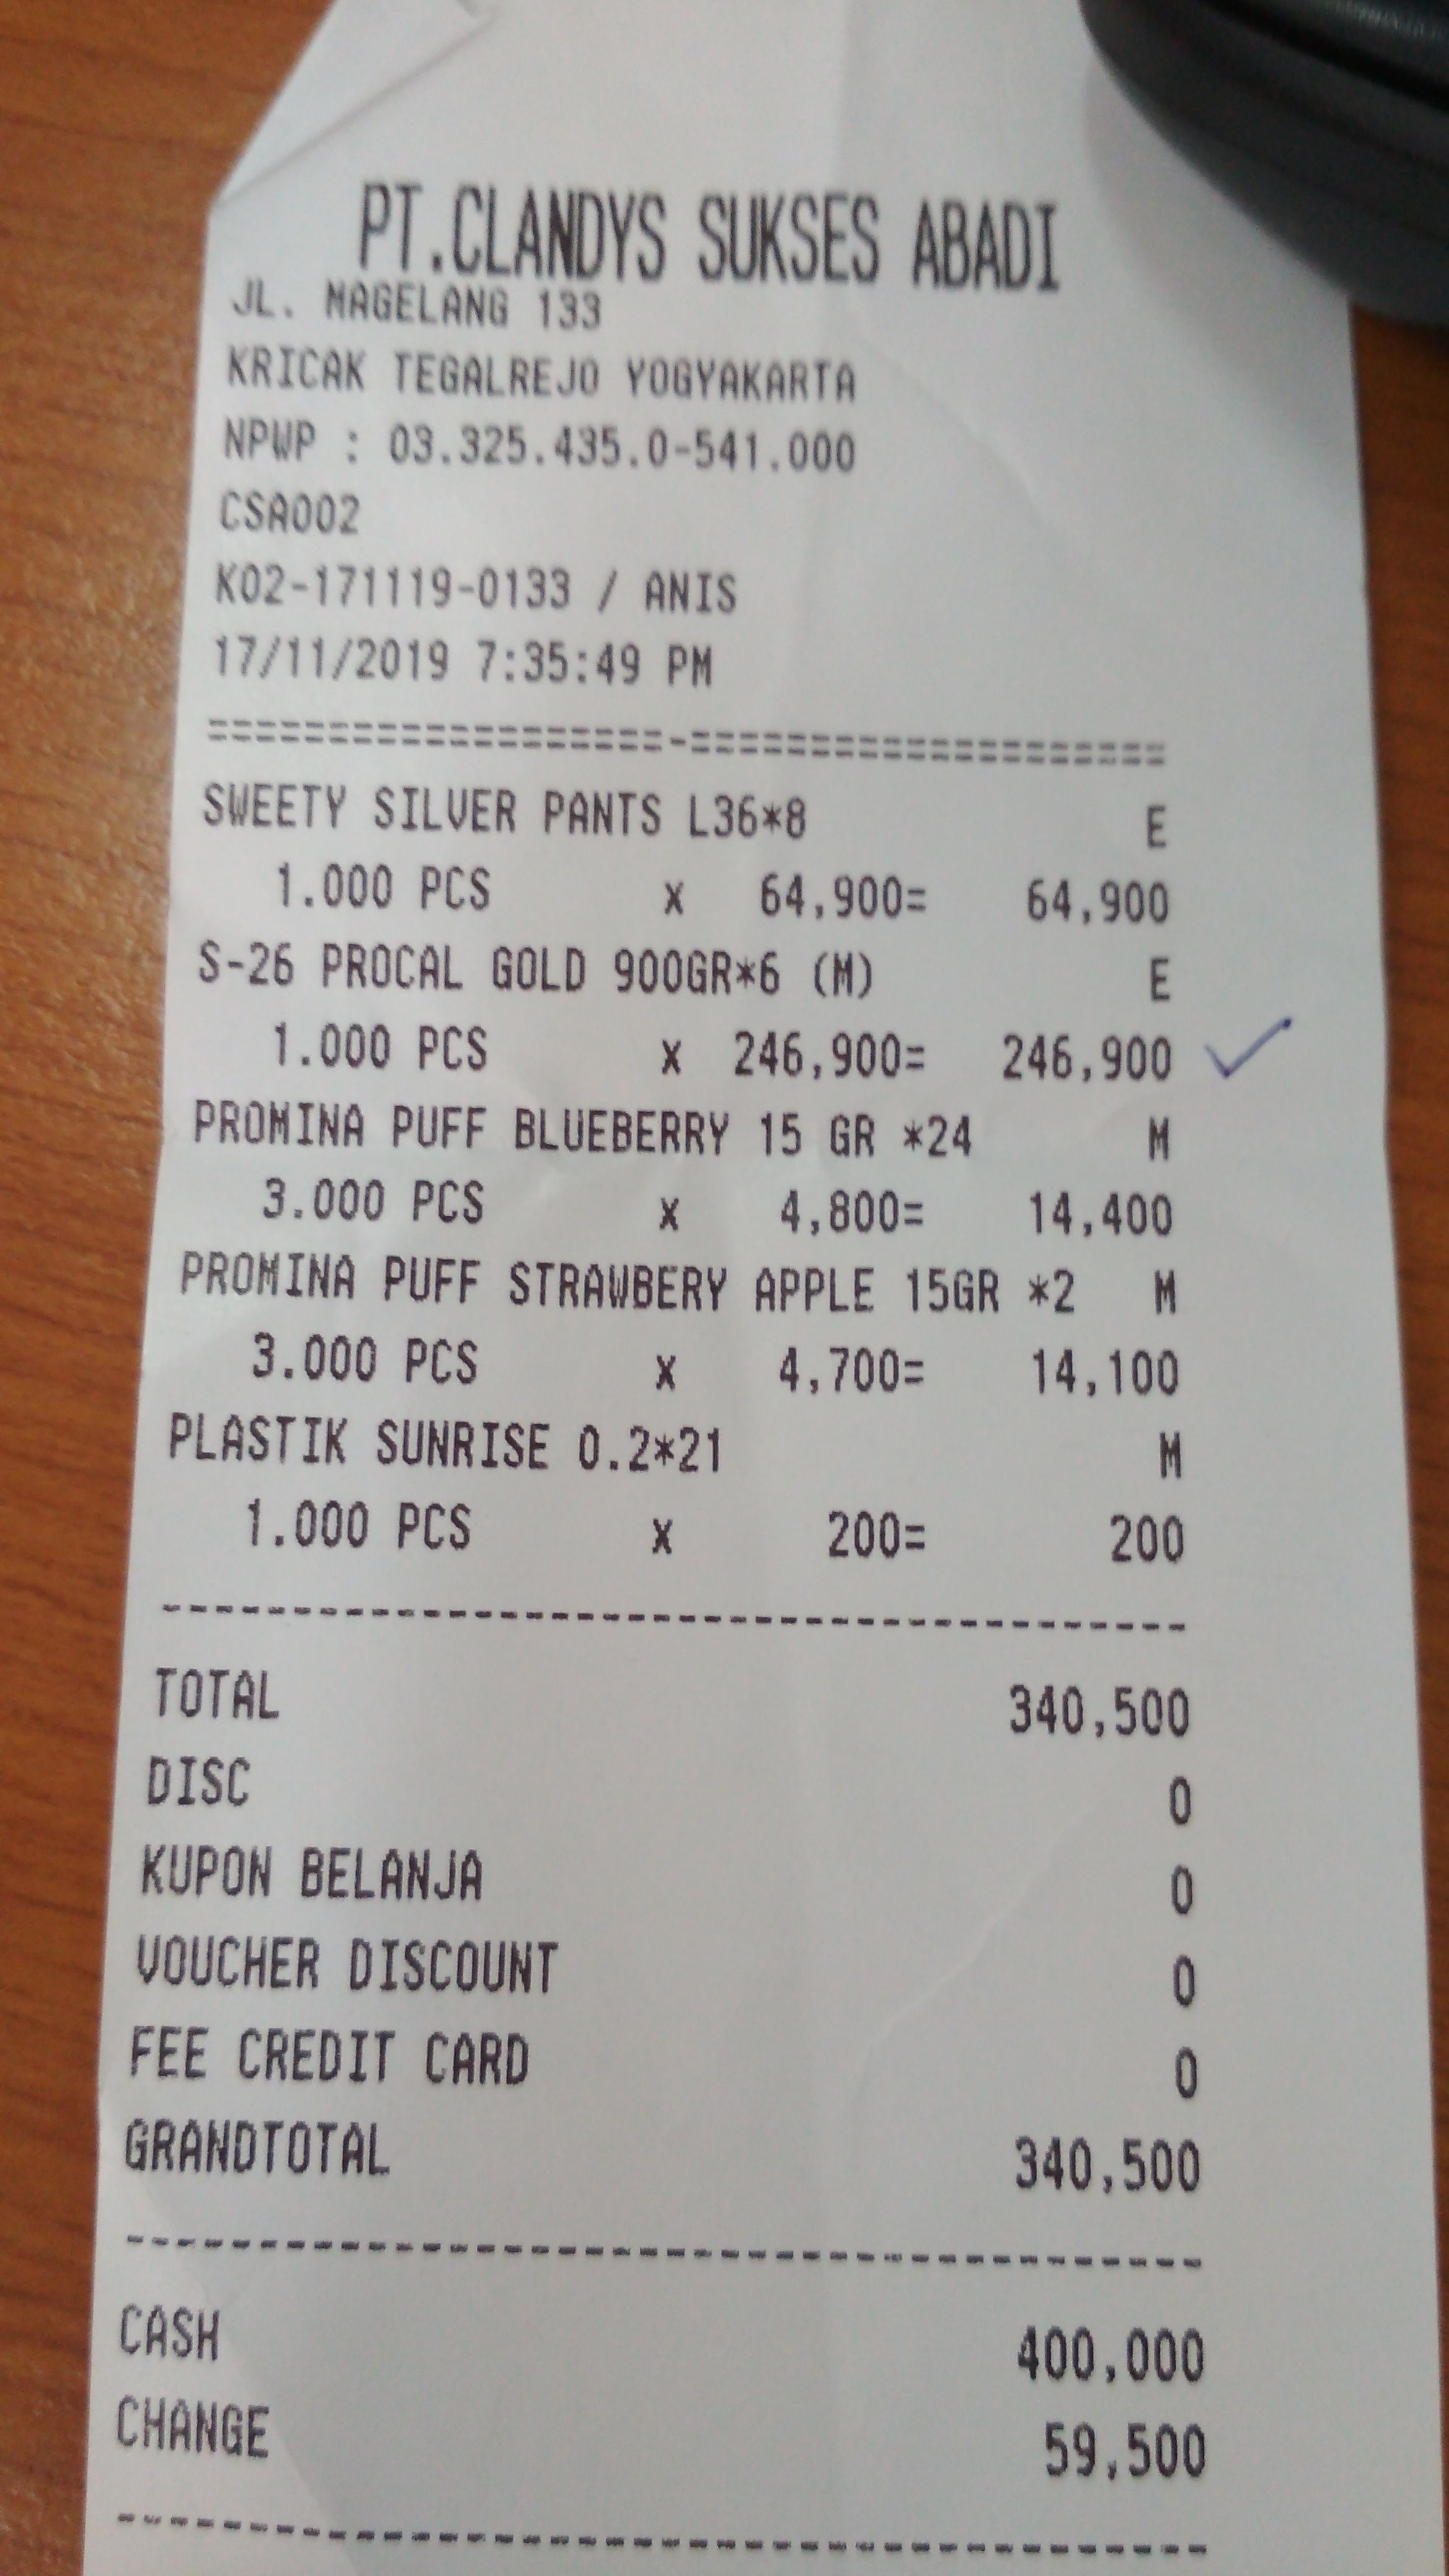 PT.CLANDYS SUKSES ABADI
JL. MAGELANG 133
KRICAK TEGALREJO YOGYAKARTA
NPWP : 03.325.435.0-541.000
CSA002
K02-171119-0133 / ANIS
17/11/2019 7:35:49 PM
===================-===================
SWEETY SILVER PANTS L36*8 E
1.000 PCS x 64,900= 64,900
S-26 PROCAL GOLD 900GR*6 (M) E
1.000 PCS x 246,900= 246,900
PROMINA PUFF BLUEBERRY 15 GR *24 M
3.000 PCS x 4,800= 14,400
PROMINA PUFF STRAWBERY APPLE 15GR *2 M
3.000 PCS x 4,700= 14,100
PLASTIK SUNRISE 0.2*21 M
1.000 PCS x 200= 200
---------------------------------------
TOTAL 340,500
DISC 0
KUPON BELANJA 0
VOUCHER DISCOUNT 0
FEE CREDIT CARD 0
GRANDTOTAL 340,500
---------------------------------------
CASH 400,000
CHANGE 59,500
---------------------------------------